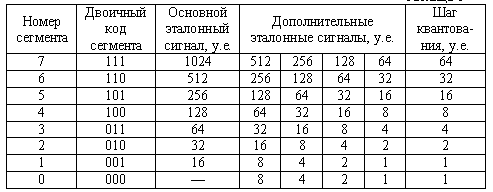 Номер сегмента Двоичный код сегмента Основной эталонный сигнал, у.е. Дополнительные эталонные сигналы, у.е. Шаг квантова- ния, у.е.
7 111 1024 512 256 128 64 64
6 110 512 256 128 64 32 32
5 101 256 128 64 32 16 16
4 100 128 64 32 16 8 8
3 011 64 32 16 8 4 4
2 010 32 16 8 4 2 2
1 001 16 8 4 2 1 1
0 000 — 8 4 2 1 1